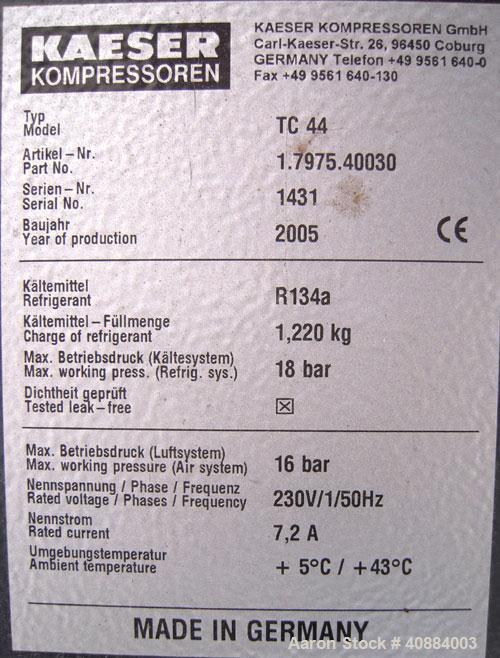 KAESER
KOMPRESSOREN
KAESER KOMPRESSOREN GmbH
Carl-Kaeser-Str. 26, 96450 Coburg
GERMANY Telefon +49 9561 640-0
Fax +49 9561 640-130
Typ
Model TC 44
Artikel – Nr.
Part No. 1.7975.40030
Serien – Nr.
Serial No. 1431
Baujahr
Year of production 2005 CE
Kältemittel
Refrigerant R134a
Kältemittel – Füllmenge
Charge of refrigerant 1,220 kg
Max. Betriebsdruck (Kältesystem)
Max. working press. (Refrig. sys.) 18 bar
Dichtheit geprüft
Tested leak – free ☒
Max. Betriebsdruck (Luftsystem)
Max. working pressure (Air system) 16 bar
Nennspannung / Phase / Frequenz
Rated voltage / Phases / Frequency 230V/1/50Hz
Nennstrom
Rated current 7,2 A
Umgebungstemperatur
Ambient temperature + 5°C / +43°C
MADE IN GERMANY
Aaron Stock # 40884003